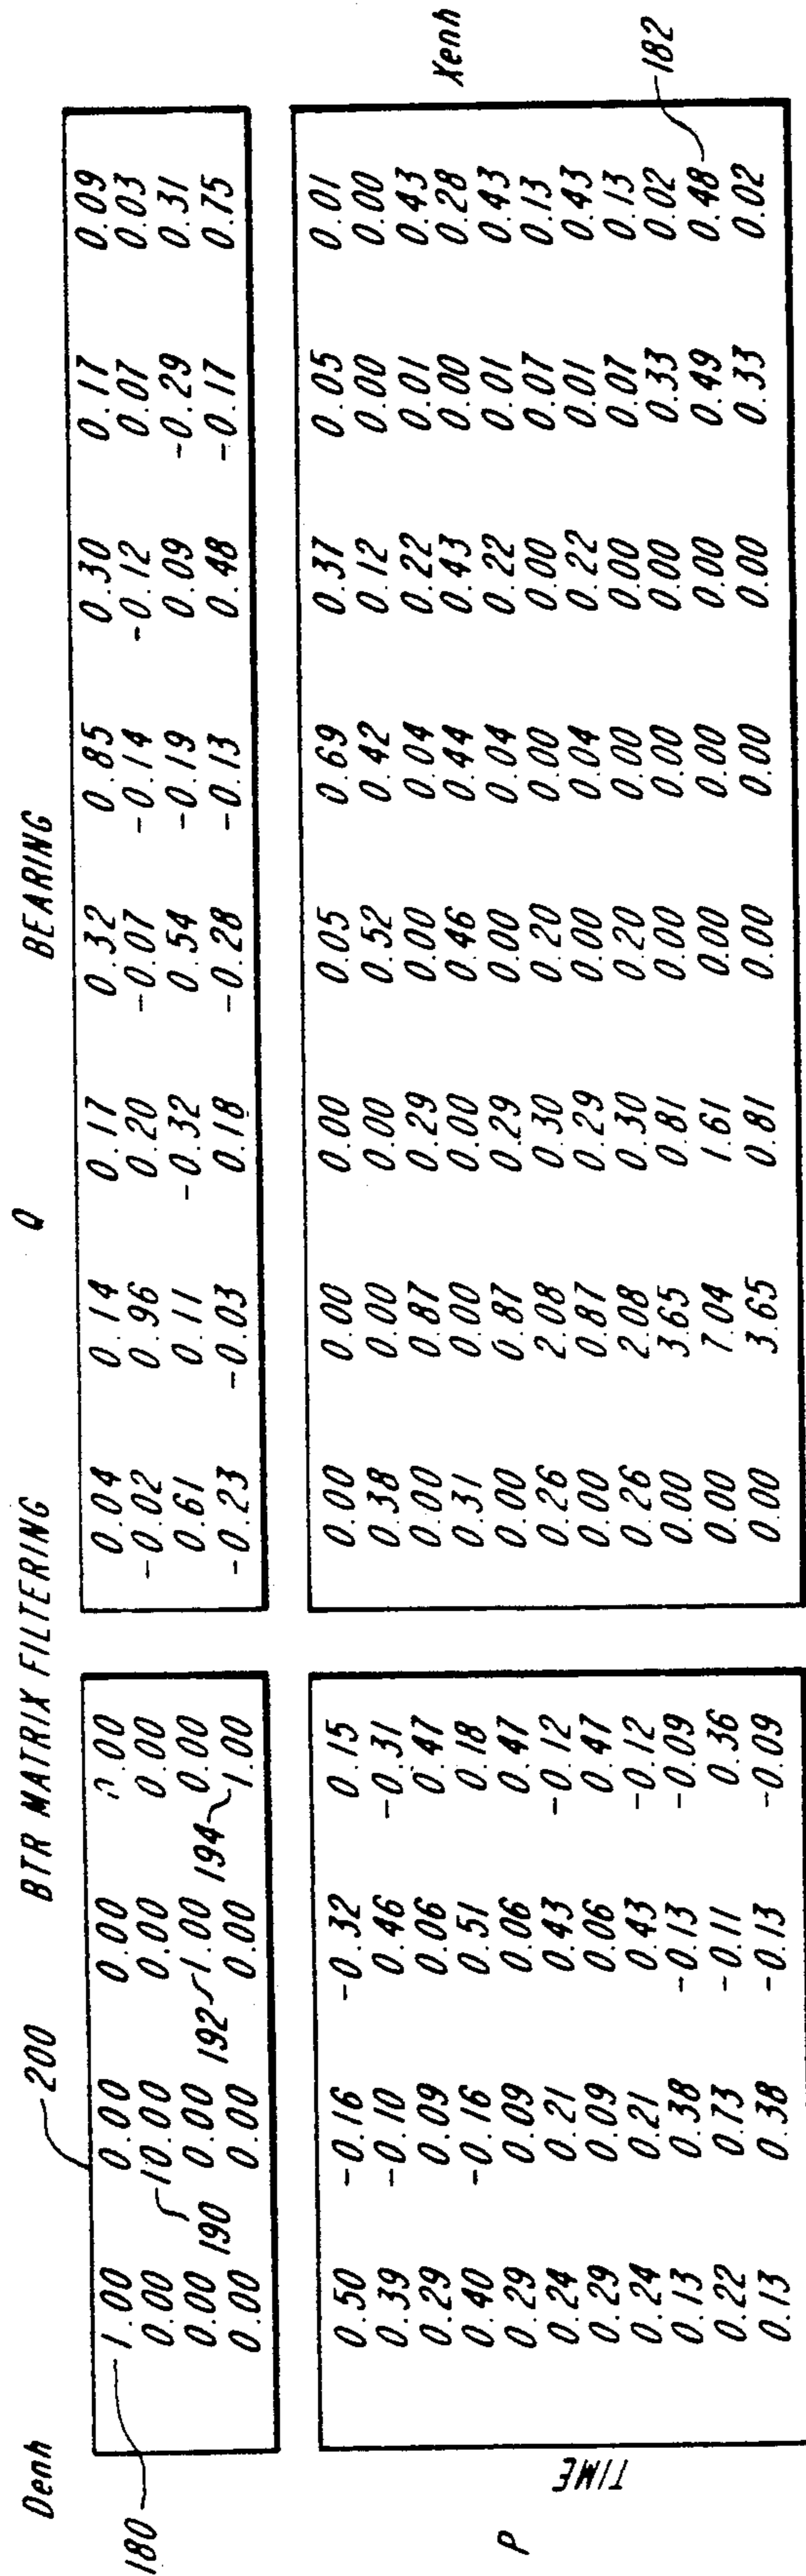 BTR MATRIX FILTERING
Denh 200 Q BEARING
180 1.00 0.00 0.00 0.00
0.00 10.00 0.00 0.00
0.00 190 0.00 192 1.00 194 0.00
0.00 0.00 0.00 1.00
0.04 0.14 0.17 0.32 0.85 0.30 0.17 0.09
-0.02 0.96 0.20 -0.07 -0.14 -0.12 0.07 0.03
0.61 0.11 -0.32 0.54 -0.19 0.09 -0.29 0.31
-0.23 -0.03 0.18 -0.28 -0.13 0.48 -0.17 0.75
P TIME
0.50 -0.16 -0.32 0.15
0.39 -0.10 0.46 -0.31
0.29 0.09 0.06 0.47
0.40 -0.16 0.51 0.18
0.29 0.09 0.06 0.47
0.24 0.21 0.43 -0.12
0.29 0.09 0.06 0.47
0.24 0.21 0.43 -0.12
0.13 0.38 -0.13 -0.09
0.22 0.73 -0.11 0.36
0.13 0.38 -0.13 -0.09
Xenh
0.00 0.00 0.00 0.05 0.69 0.37 0.05 0.01
0.38 0.00 0.00 0.52 0.42 0.12 0.00 0.00
0.00 0.87 0.29 0.00 0.04 0.22 0.01 0.43
0.31 0.00 0.00 0.46 0.44 0.43 0.00 0.28
0.00 0.87 0.29 0.00 0.04 0.22 0.01 0.43
0.26 2.08 0.30 0.20 0.00 0.00 0.07 0.13
0.00 0.87 0.29 0.00 0.04 0.22 0.01 0.43
0.26 2.08 0.30 0.20 0.00 0.00 0.07 0.13
0.00 3.65 0.81 0.00 0.00 0.00 0.33 0.02
0.00 7.04 1.61 0.00 0.00 0.00 0.49 0.48 182
0.00 3.65 0.81 0.00 0.00 0.00 0.33 0.02